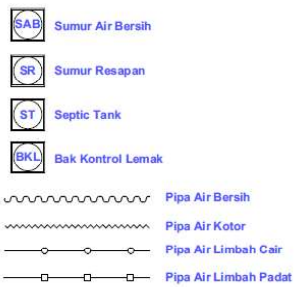 SAB Sumur Air Bersih
SR Sumur Resapan
ST Septic Tank
BKL Bak Kontrol Lemak
Pipa Air Bersih
Pipa Air Kotor
Pipa Air Limbah Cair
Pipa Air Limbah Padat